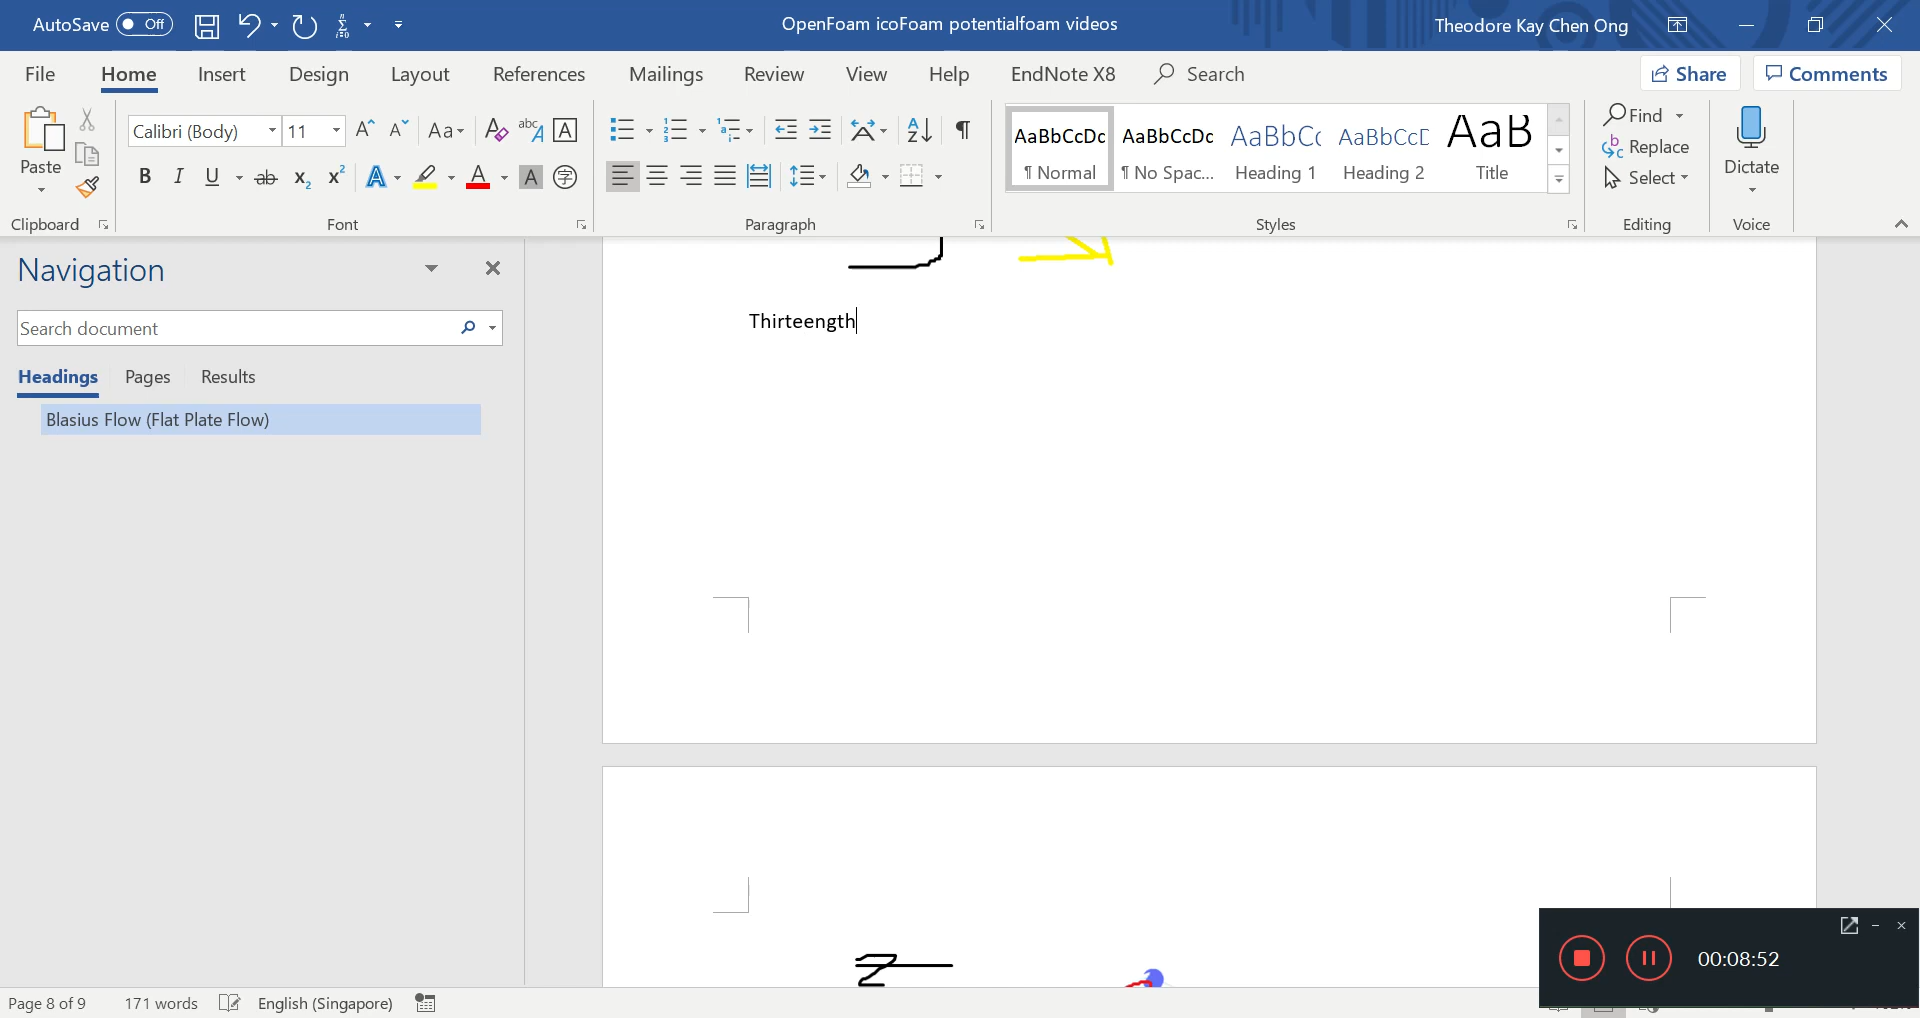 AutoSave Off OpenFoam icoFoam potentialfoam videos Theodore Kay Chen Ong
File Home Insert Design Layout References Mailings Review View Help EndNote X8 Search Share Comments
Paste
Clipboard
Calibri (Body) 11
Font
Paragraph
AaBbCcDc AaBbCcDc AaBbC AaBbCcD AaB
¶ Normal ¶ No Spac... Heading 1 Heading 2 Title
Styles
Find
Replace
Select
Editing
Dictate
Voice
Navigation
Search document
Headings Pages Results
Blasius Flow (Flat Plate Flow)
Thirteength
00:08:52
Page 8 of 9 171 words English (Singapore)